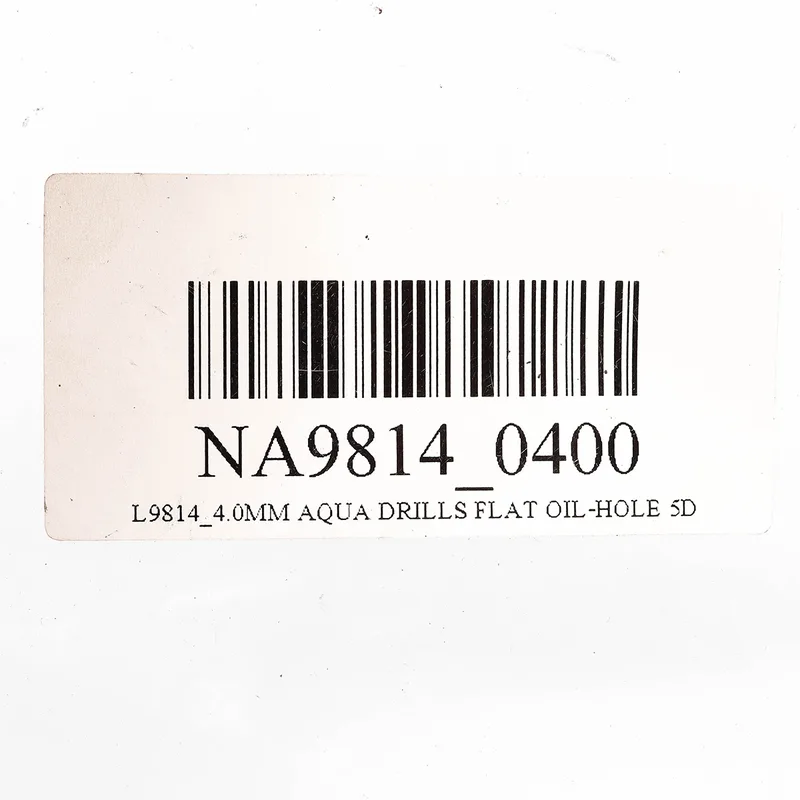 NA9814_0400
L9814_4.0MM AQUA DRILLS FLAT OIL-HOLE 5D